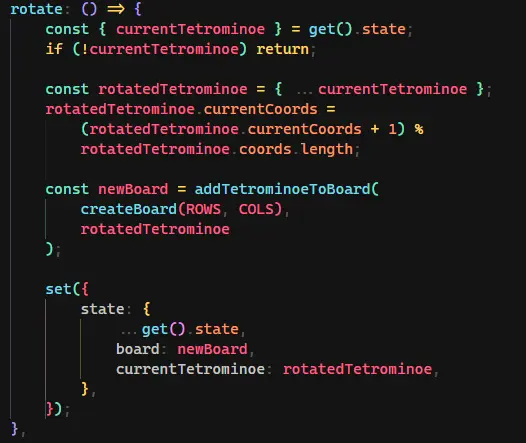 rotate: () => {
    const { currentTetrominoe } = get().state;
    if (!currentTetrominoe) return;

    const rotatedTetrominoe = { ...currentTetrominoe };
    rotatedTetrominoe.currentCoords =
        (rotatedTetrominoe.currentCoords + 1) %
        rotatedTetrominoe.coords.length;

    const newBoard = addTetrominoeToBoard(
        createBoard(ROWS, COLS),
        rotatedTetrominoe
    );

    set({
        state: {
            ...get().state,
            board: newBoard,
            currentTetrominoe: rotatedTetrominoe,
        },
    });
},